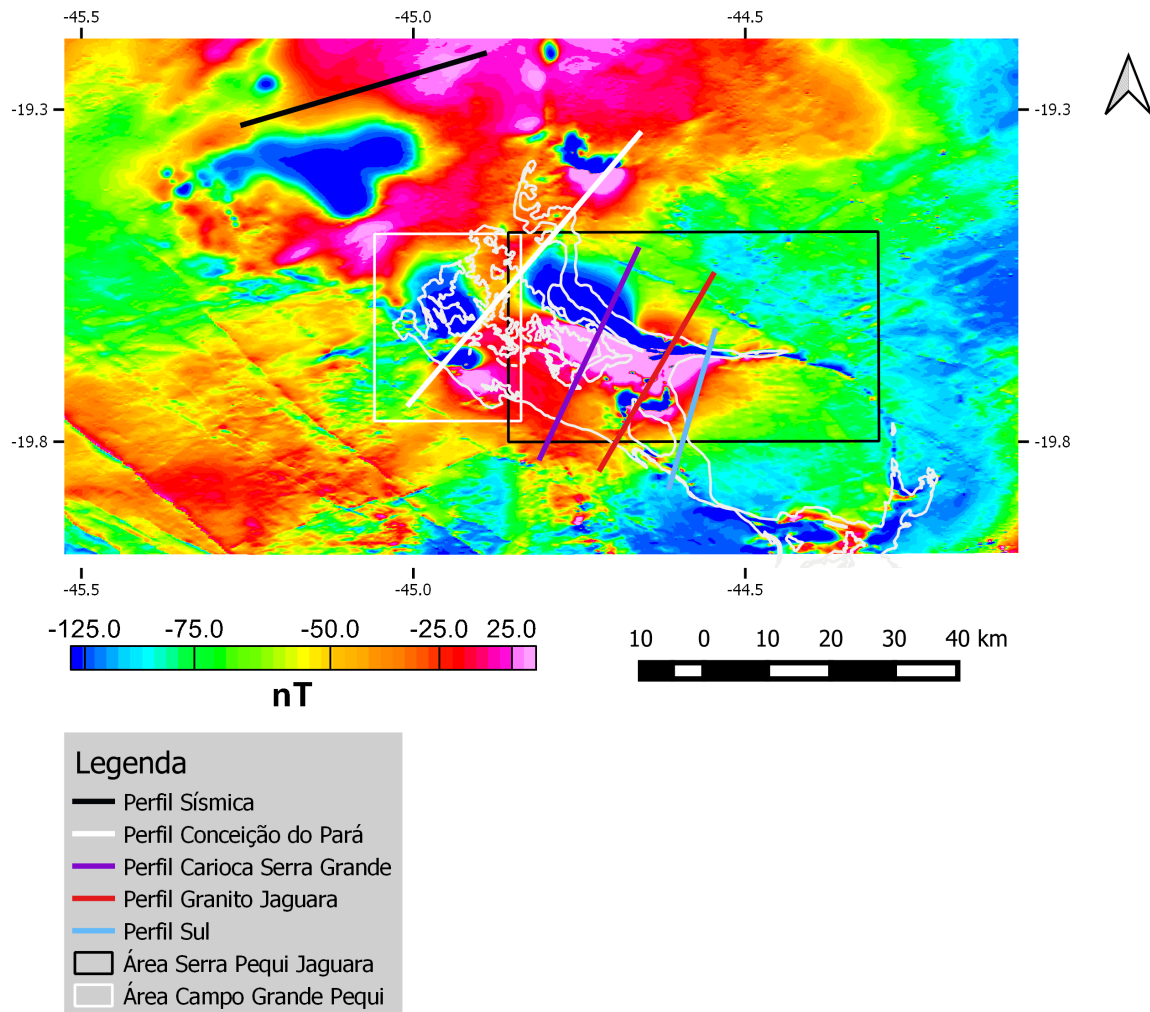 -45.5 -45.0 -44.5
-19.3 -19.3
-19.8 -19.8
-45.5 -45.0 -44.5
-125.0 -75.0 -50.0 -25.0 25.0
nT
10 0 10 20 30 40 km
Legenda
Perfil Sísmica
Perfil Conceição do Pará
Perfil Carioca Serra Grande
Perfil Granito Jaguara
Perfil Sul
Área Serra Pequi Jaguara
Área Campo Grande Pequi